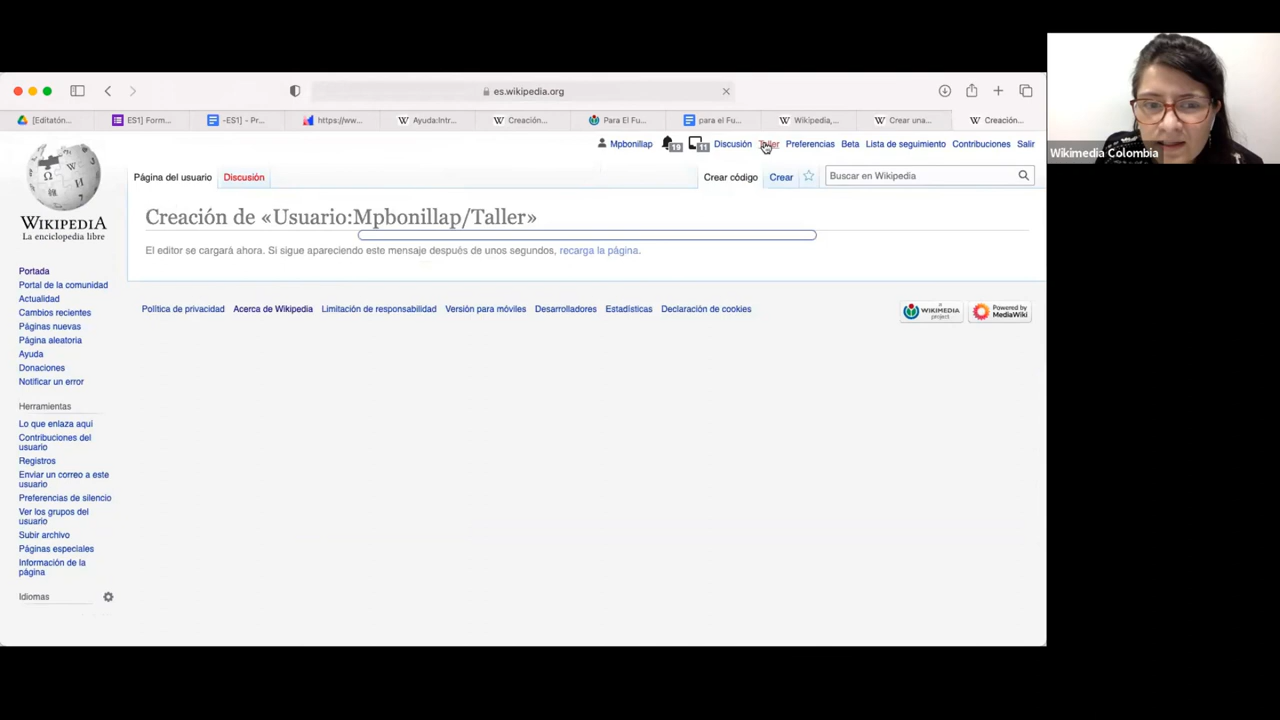 es.wikipedia.org
[Editatón...
ES1] Form...
-ES1] - Pr...
https://ww...
Ayuda:Intr...
Creación...
Para El Fu...
para el Fu...
Wikipedia,...
Crear una...
Creación...
Mpbonillap
19
11
Discusión
Taller
Preferencias
Beta
Lista de seguimiento
Contribuciones
Salir
Wikimedia Colombia
WIKIPEDIA
La enciclopedia libre
Página del usuario
Discusión
Crear código
Crear
Buscar en Wikipedia
Creación de «Usuario:Mpbonillap/Taller»
El editor se cargará ahora. Si sigue apareciendo este mensaje después de unos segundos, recarga la página.
Portada
Portal de la comunidad
Actualidad
Cambios recientes
Páginas nuevas
Página aleatoria
Ayuda
Donaciones
Notificar un error
Herramientas
Lo que enlaza aquí
Contribuciones del
usuario
Registros
Enviar un correo a este
usuario
Preferencias de silencio
Ver los grupos del
usuario
Subir archivo
Páginas especiales
Información de la
página
Idiomas
Política de privacidad
Acerca de Wikipedia
Limitación de responsabilidad
Versión para móviles
Desarrolladores
Estadísticas
Declaración de cookies
A
WIKIMEDIA
project
Powered by
MediaWiki